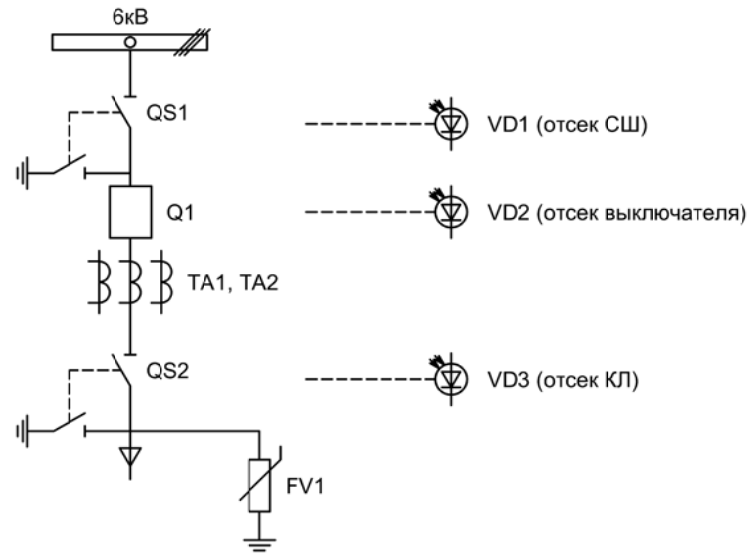 6кВ
QS1
VD1 (отсек СШ)
Q1
VD2 (отсек выключателя)
TA1, TA2
QS2
VD3 (отсек КЛ)
FV1